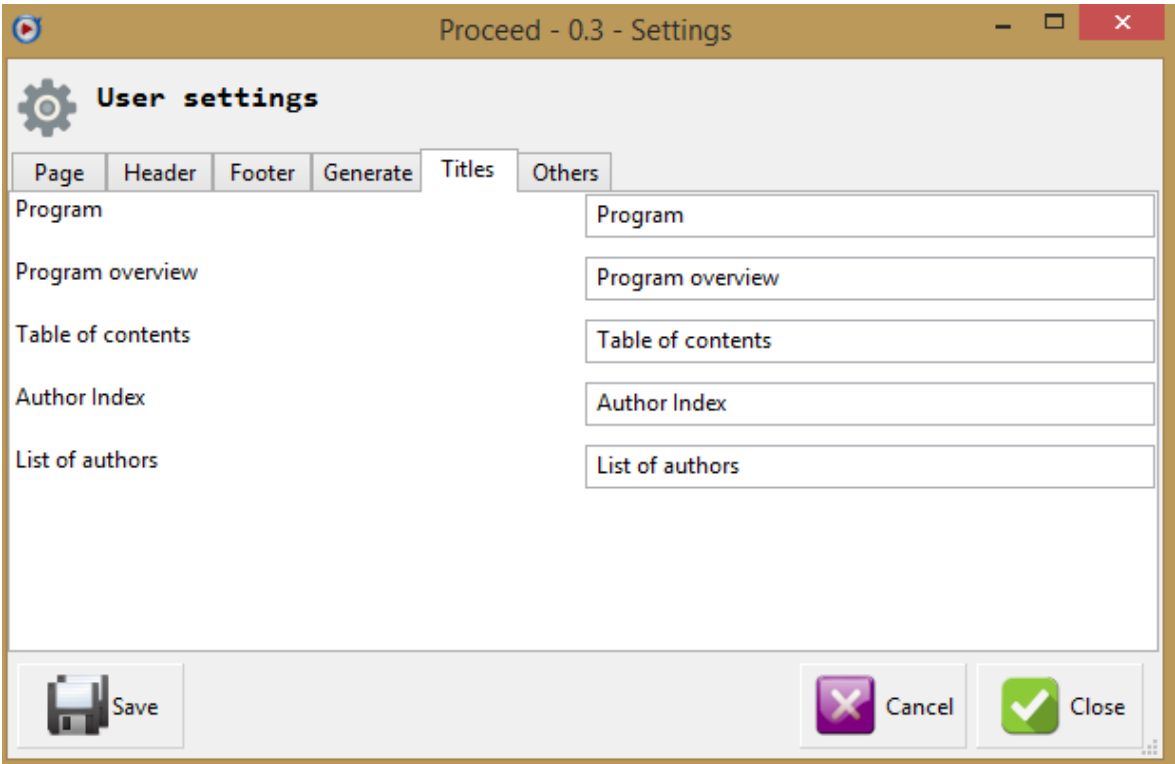 Proceed - 0.3 - Settings
User settings
Page Header Footer Generate Titles Others
Program Program
Program overview Program overview
Table of contents Table of contents
Author Index Author Index
List of authors List of authors
Save Cancel Close